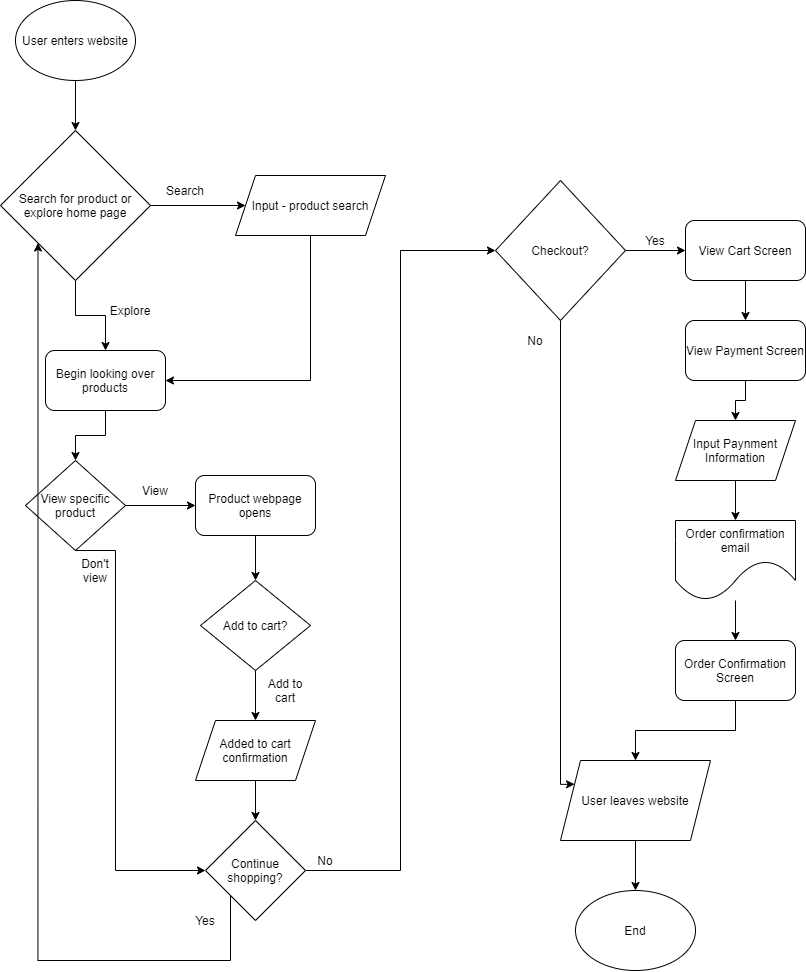 User enters website
Search for product or
explore home page
Search
Input - product search
Explore
Begin looking over
products
View specific
product
View
Product webpage
opens
Don't
view
Add to cart?
Add to
cart
Added to cart
confirmation
Continue
shopping?
Yes
No
Checkout?
Yes
No
View Cart Screen
View Payment Screen
Input Paynment
Information
Order confirmation
email
Order Confirmation
Screen
User leaves website
End